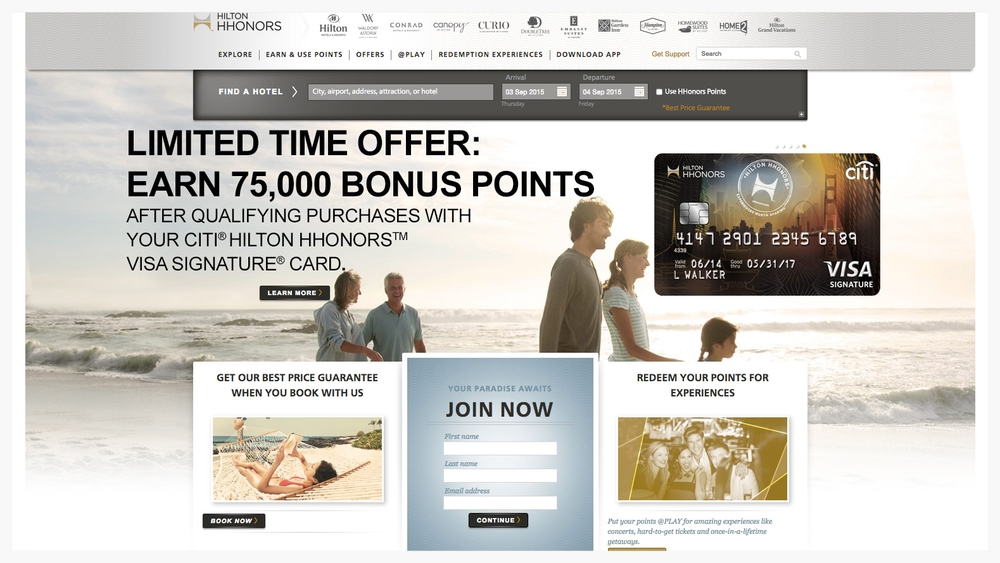 HILTON
HHONORS
Hilton
HOTELS & RESORTS
WALDORF
ASTORIA
CONRAD
canopy
CURIO
DOUBLETREE
EMBASSY
SUITES
Hilton
Garden
Inn
Hampton
HOMEWOOD
SUITES
HOME2
Hilton
Grand Vacations
EXPLORE
EARN & USE POINTS
OFFERS
@PLAY
REDEMPTION EXPERIENCES
DOWNLOAD APP
Get Support
Search
FIND A HOTEL
City, airport, address, attraction, or hotel
Arrival
03 Sep 2015
Thursday
Departure
04 Sep 2015
Friday
Use HHonors Points
*Best Price Guarantee
LIMITED TIME OFFER:
EARN 75,000 BONUS POINTS
AFTER QUALIFYING PURCHASES WITH
YOUR CITI® HILTON HHONORS™
VISA SIGNATURE® CARD.
LEARN MORE
HILTON
HHONORS
HILTON HHONORS
citi
4147 2901 2345 6789
4339
Valid from 06/14 Good thru 05/31/17
L WALKER
VISA
SIGNATURE
GET OUR BEST PRICE GUARANTEE
WHEN YOU BOOK WITH US
BOOK NOW
YOUR PARADISE AWAITS
JOIN NOW
First name
Last name
Email address
CONTINUE
REDEEM YOUR POINTS FOR
EXPERIENCES
Put your points @PLAY for amazing experiences like
concerts, hard-to-get tickets and once-in-a-lifetime
getaways.